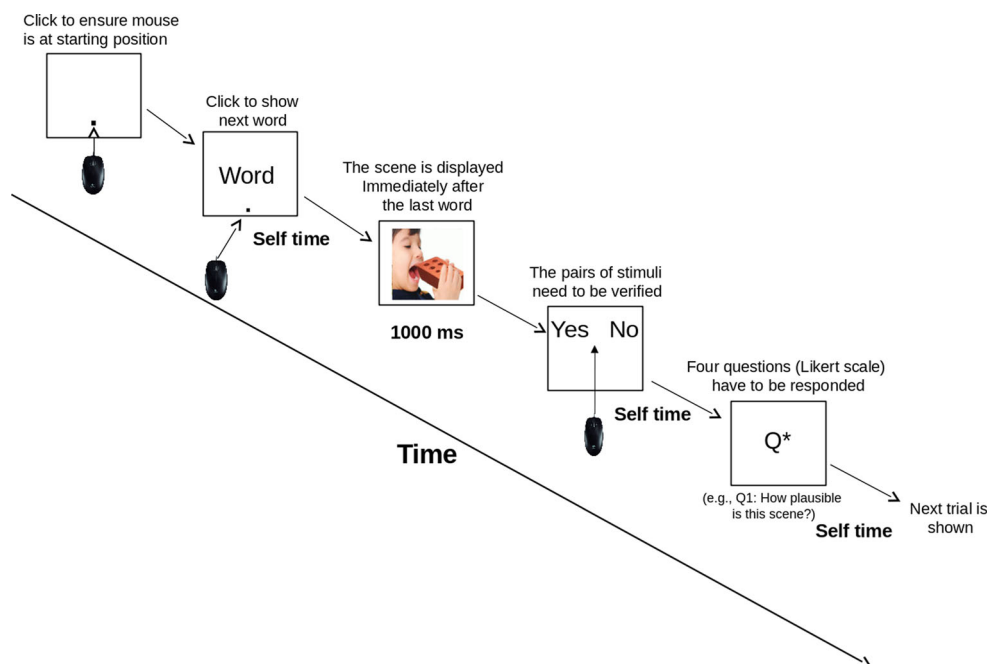 Click to ensure mouse
is at starting position
Click to show
next word
Word
Self time
The scene is displayed
Immediately after
the last word
1000 ms
The pairs of stimuli
need to be verified
Yes No
Self time
Four questions (Likert scale)
have to be responded
Q*
(e.g., Q1: How plausible
is this scene?)
Self time
Next trial is
shown
Time